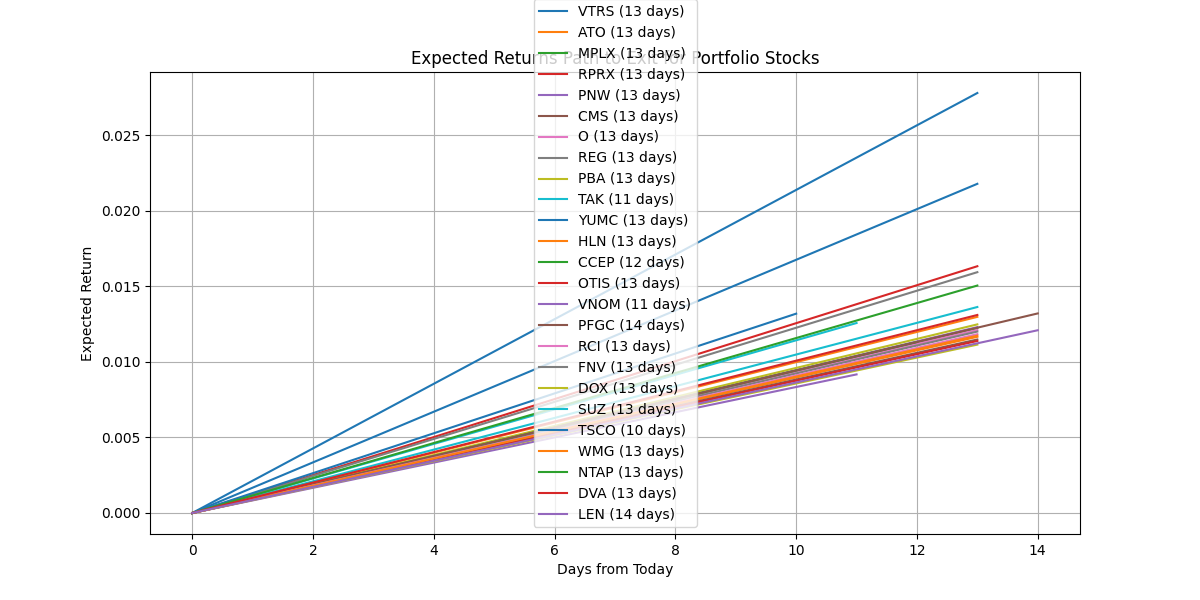 Expected Returns Path to Exit for Portfolio Stocks
VTRS (13 days)
ATO (13 days)
MPLX (13 days)
RPRX (13 days)
PNW (13 days)
CMS (13 days)
O (13 days)
REG (13 days)
PBA (13 days)
TAK (11 days)
YUMC (13 days)
HLN (13 days)
CCEP (12 days)
OTIS (13 days)
VNOM (11 days)
PFGC (14 days)
RCI (13 days)
FNV (13 days)
DOX (13 days)
SUZ (13 days)
TSCO (10 days)
WMG (13 days)
NTAP (13 days)
DVA (13 days)
LEN (14 days)
Expected Return
0.025
0.020
0.015
0.010
0.005
0.000
0 2 4 6 8 10 12 14
Days from Today